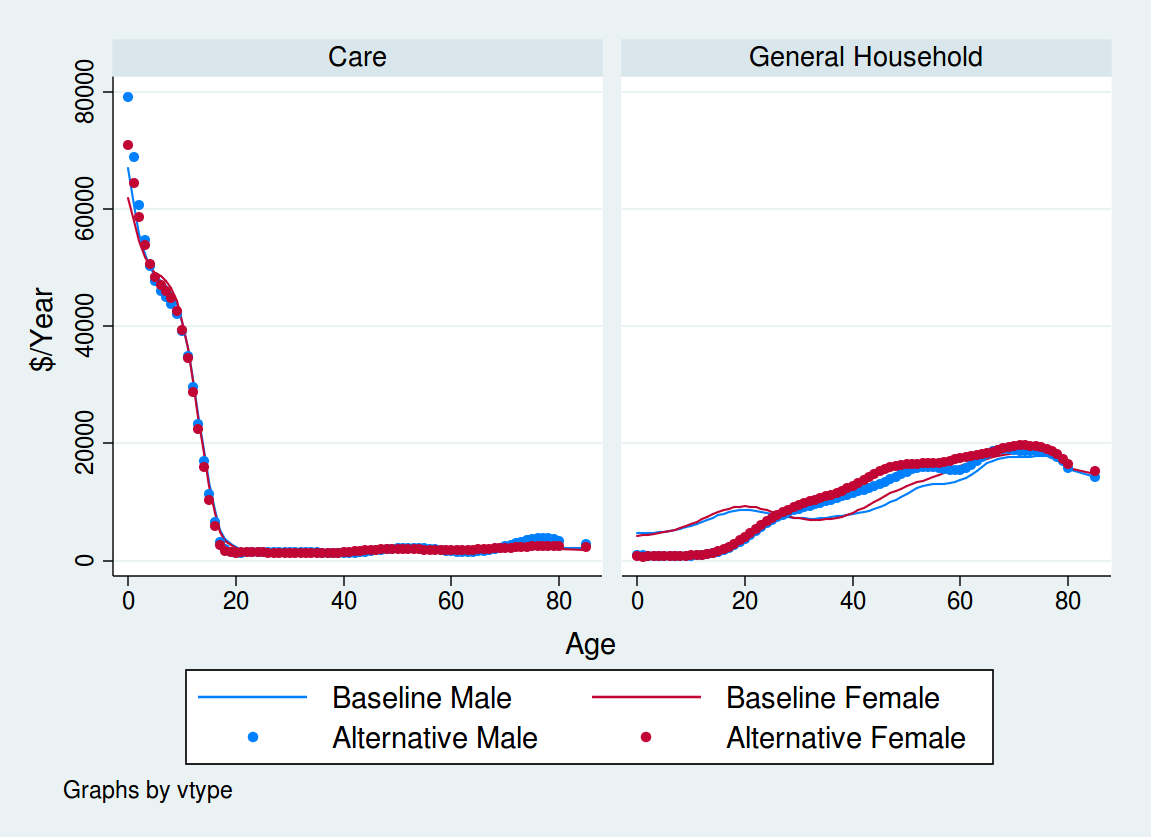 Care
General Household
$/Year
80000
60000
40000
20000
0
0 20 40 60 80
0 20 40 60 80
Age
Baseline Male
Baseline Female
Alternative Male
Alternative Female
Graphs by vtype